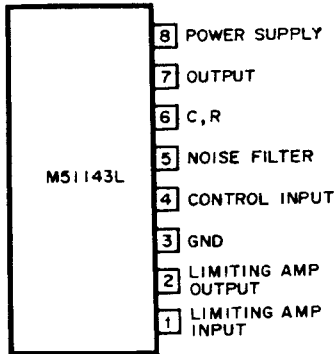 8 POWER SUPPLY
7 OUTPUT
6 C,R
5 NOISE FILTER
M51143L
4 CONTROL INPUT
3 GND
2 LIMITING AMP
OUTPUT
1 LIMITING AMP
INPUT